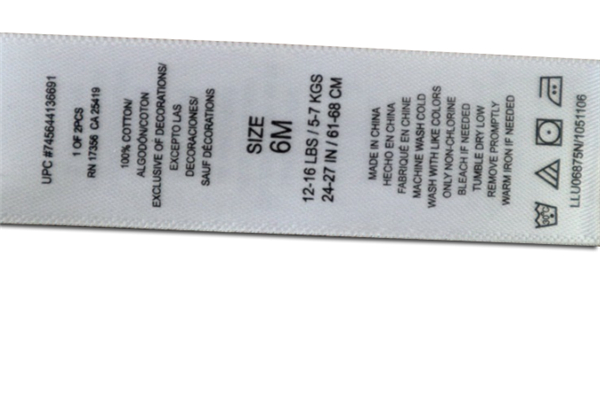 UPC #745644136691
1 OF 2PCS
RN 17356 CA 25419
100% COTTON/
ALGODÓN/COTON
EXCLUSIVE OF DECORATIONS/
EXCEPTO LAS
DECORACIONES/
SAUF DÉCORATIONS
SIZE
6M
12-16 LBS / 5-7 KGS
24-27 IN / 61-68 CM
MADE IN CHINA
HECHO EN CHINA
FABRIQUÉ EN CHINE
MACHINE WASH COLD
WASH WITH LIKE COLORS
ONLY NON-CHLORINE
BLEACH IF NEEDED
TUMBLE DRY LOW
REMOVE PROMPTLY
WARM IRON IF NEEDED
LLU06875N/1051106